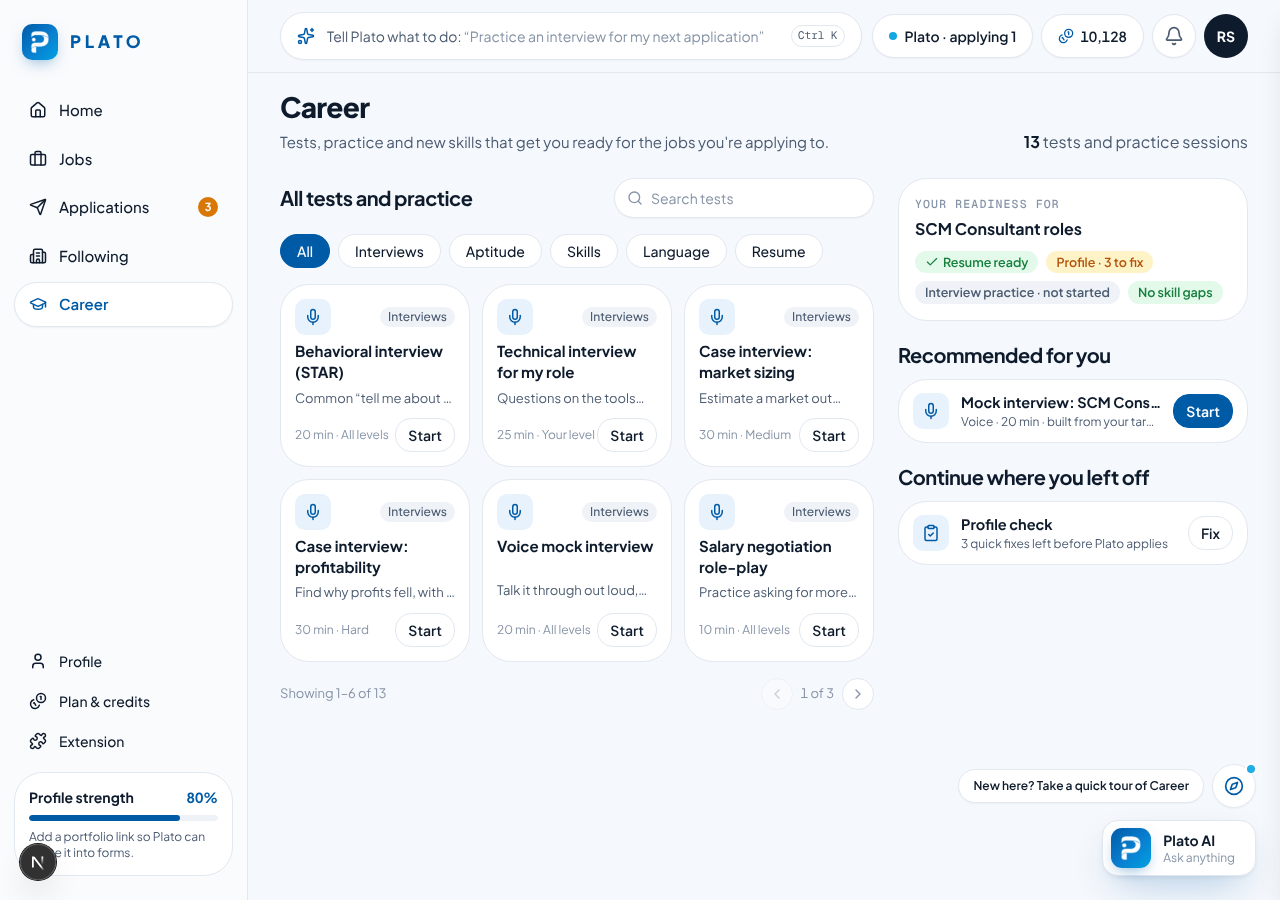 PLATO
Tell Plato what to do: “Practice an interview for my next application”
Ctrl K
Plato · applying 1
10,128
RS
Home
Jobs
Applications
3
Following
Career
Profile
Plan & credits
Extension
Profile strength
80%
Add a portfolio link so Plato can
it into forms.
N
Career
Tests, practice and new skills that get you ready for the jobs you're applying to.
13 tests and practice sessions
All tests and practice
Search tests
All
Interviews
Aptitude
Skills
Language
Resume
Interviews
Behavioral interview
(STAR)
Common “tell me about ...
20 min · All levels
Start
Interviews
Technical interview
for my role
Questions on the tools...
25 min · Your level
Start
Interviews
Case interview:
market sizing
Estimate a market out...
30 min · Medium
Start
Interviews
Case interview:
profitability
Find why profits fell, with ...
30 min · Hard
Start
Interviews
Voice mock interview
Talk it through out loud,...
20 min · All levels
Start
Interviews
Salary negotiation
role-play
Practice asking for more...
10 min · All levels
Start
Showing 1–6 of 13
1 of 3
YOUR READINESS FOR
SCM Consultant roles
Resume ready
Profile · 3 to fix
Interview practice · not started
No skill gaps
Recommended for you
Mock interview: SCM Cons...
Voice · 20 min · built from your tar...
Start
Continue where you left off
Profile check
3 quick fixes left before Plato applies
Fix
New here? Take a quick tour of Career
Plato AI
Ask anything